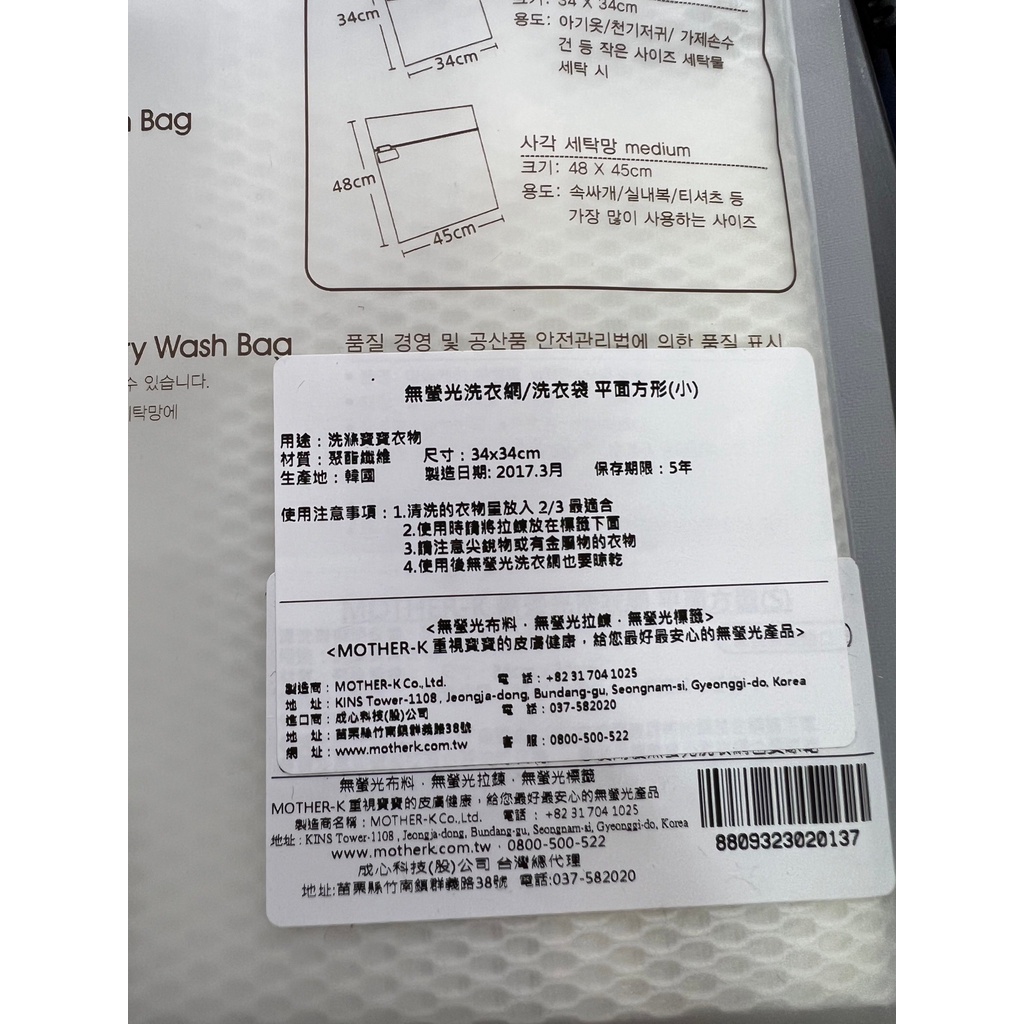 34cm
34cm
크기: 34 X 34cm
용도: 아기옷/천기저귀/ 가제손수
건 등 작은 사이즈 세탁물
세탁 시
Bag
48cm
45cm
사각 세탁망 medium
크기: 48 X 45cm
용도: 속싸개/실내복/티셔츠 등
가장 많이 사용하는 사이즈
ry Wash Bag
수 있습니다.
세탁망에
품질 경영 및 공산품 안전관리법에 의한 품질 표시
無螢光洗衣網/洗衣袋 平面方形(小)
用途：洗滌寶寶衣物
材質：聚酯纖維 尺寸：34x34cm
生產地：韓國 製造日期: 2017.3月 保存期限：5年
使用注意事項：1.清洗的衣物量放入 2/3 最適合
2.使用時請將拉鍊放在標籤下面
3.請注意尖銳物或有金屬物的衣物
4.使用後無螢光洗衣網也要晾乾
<無螢光布料．無螢光拉鍊．無螢光標籤>
<MOTHER-K 重視寶寶的皮膚健康，給您最好最安心的無螢光產品>
製造商：MOTHER-K Co., Ltd. 電 話：+82 31 704 1025
地 址：KINS Tower-1108 , Jeongja-dong, Bundang-gu, Seongnam-si, Gyeonggi-do, Korea
進口商：成心科技(股)公司 電 話：037-582020
地 址：苗栗縣竹南鎮群義路38號
網 址：www.motherk.com.tw 客 服：0800-500-522
無螢光布料．無螢光拉鍊．無螢光標籤
MOTHER-K 重視寶寶的皮膚健康，給您最好最安心的無螢光產品
製造商名稱：MOTHER-K Co., Ltd. 電話：+82 31 704 1025
地址：KINS Tower-1108 , Jeongja-dong, Bundang-gu, Seongnam-si, Gyeonggi-do, Korea
www.motherk.com.tw．0800-500-522
成心科技(股)公司 台灣總代理
地址:苗栗縣竹南鎮群義路38號 電話:037-582020
8809323020137